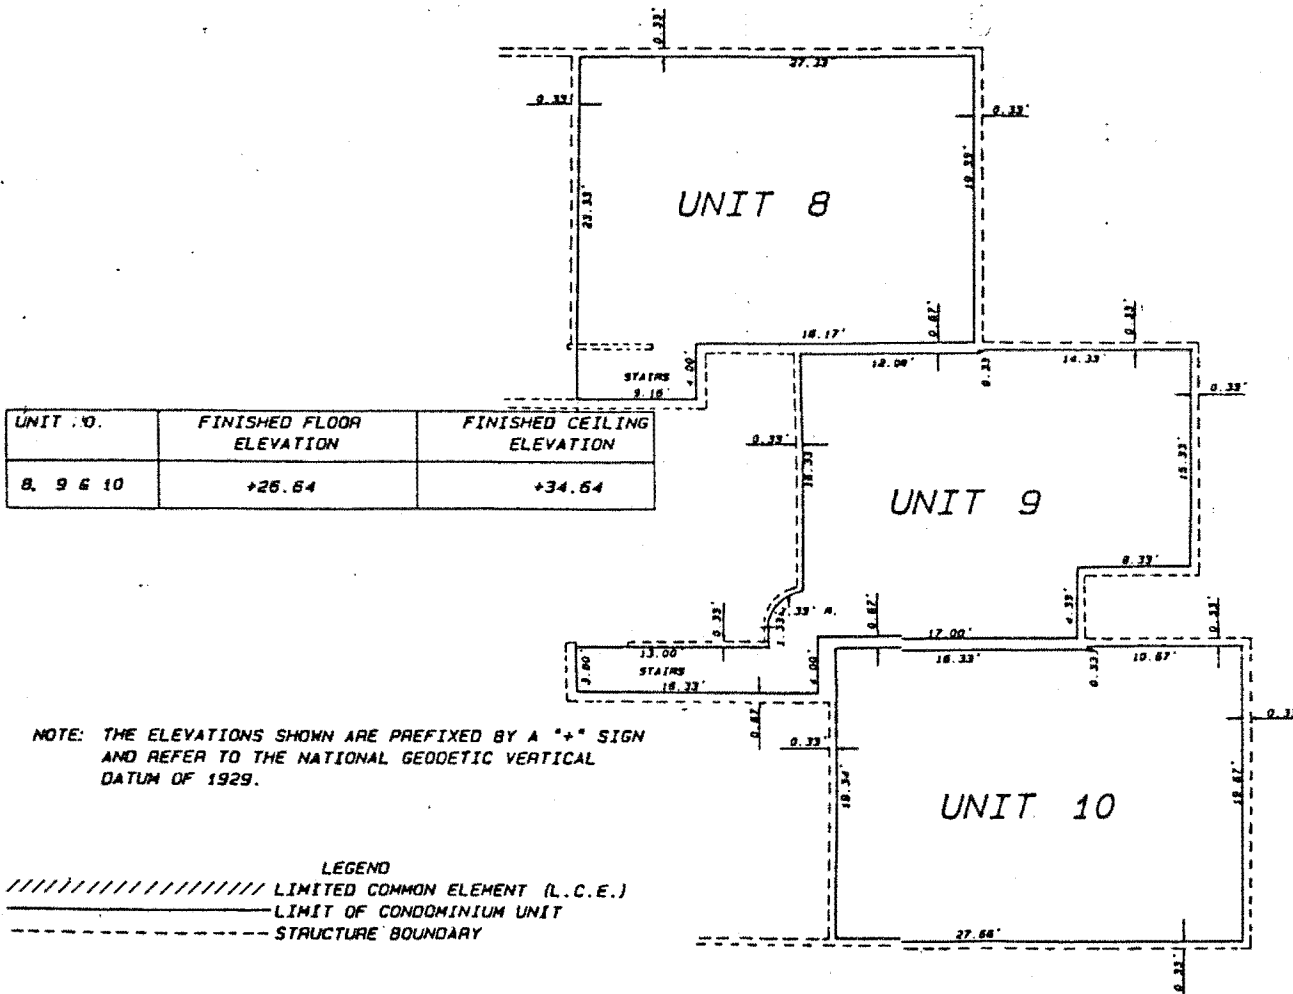 0.33'
27.33'
0.33'
0.33'
19.33'
UNIT 8
23.33'
18.17'
0.67'
0.33'
12.00'
0.33
14.33'
STAIRS
9.16'
4.00'
0.33'
UNIT NO.
FINISHED FLOOR
ELEVATION
FINISHED CEILING
ELEVATION
8, 9 & 10
+26.64
+34.64
0.33'
15.33'
UNIT 9
8.33'
4.33'
0.33'
0.67'
0.33'
17.00'
13.00'
STAIRS
16.33'
3.00'
4.00'
16.33'
0.33'
10.67'
0.67
0.33'
NOTE: THE ELEVATIONS SHOWN ARE PREFIXED BY A "+" SIGN
AND REFER TO THE NATIONAL GEODETIC VERTICAL
DATUM OF 1929.
19.34'
19.67'
UNIT 10
27.66'
0.33'
LEGEND
LIMITED COMMON ELEMENT (L.C.E.)
LIMIT OF CONDOMINIUM UNIT
STRUCTURE BOUNDARY